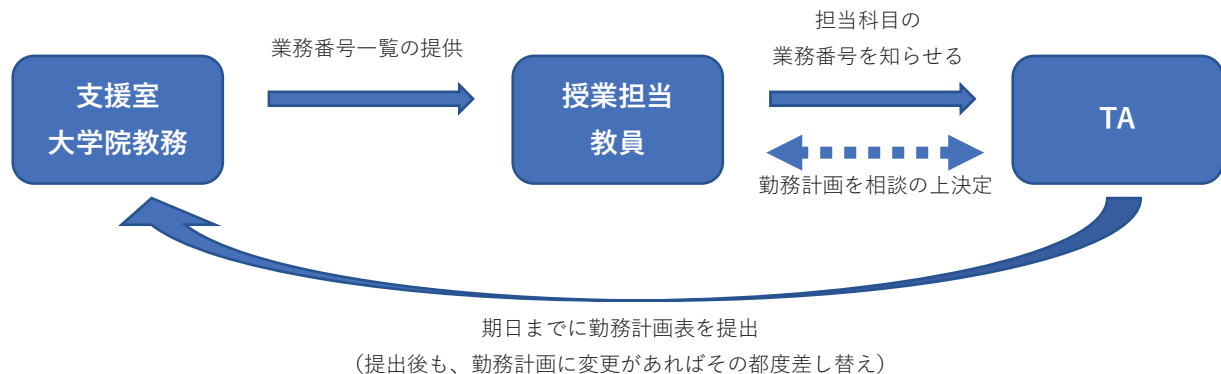 業務番号一覧の提供
担当科目の
業務番号を知らせる
支援室
大学院教務
授業担当
教員
TA
勤務計画を相談の上決定
期日までに勤務計画表を提出
（提出後も、勤務計画に変更があればその都度差し替え）